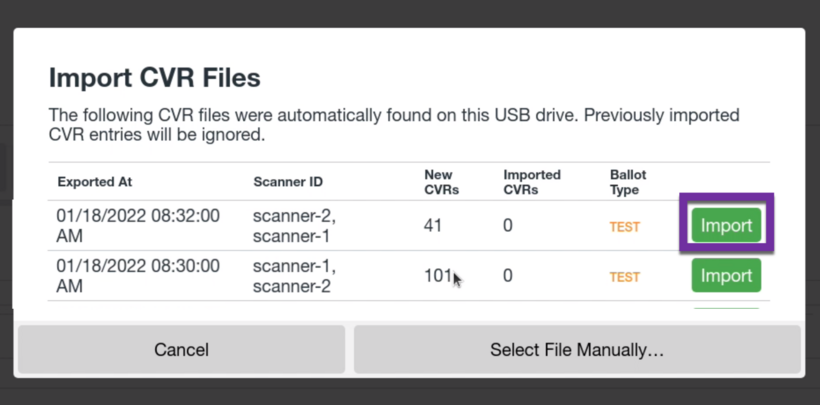 Import CVR Files
The following CVR files were automatically found on this USB drive. Previously imported
CVR entries will be ignored.
Exported At Scanner ID New CVRs Imported CVRs Ballot Type
01/18/2022 08:32:00 AM scanner-2, scanner-1 41 0 TEST Import
01/18/2022 08:30:00 AM scanner-1, scanner-2 101 0 TEST Import
Cancel Select File Manually...